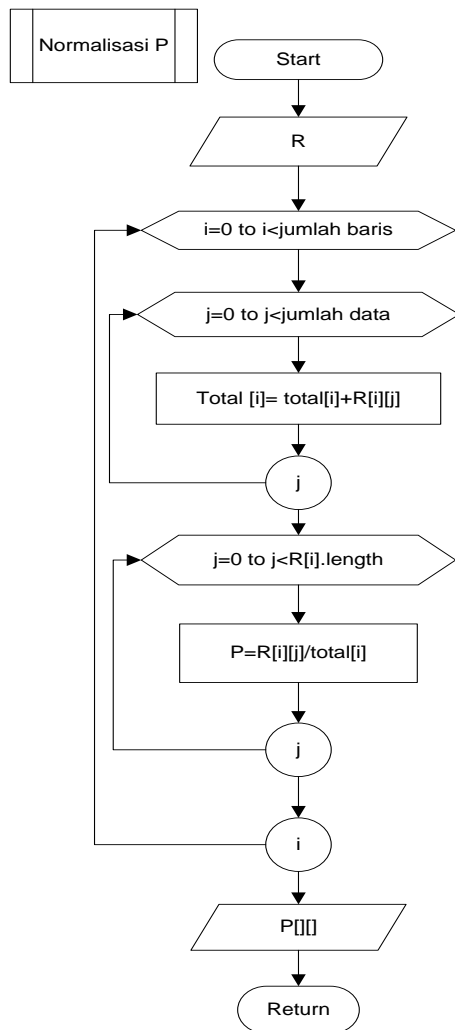 Normalisasi P
Start
R
i=0 to i<jumlah baris
j=0 to j<jumlah data
Total [i]= total[i]+R[i][j]
j
j=0 to j<R[i].length
P=R[i][j]/total[i]
j
i
P[][]
Return